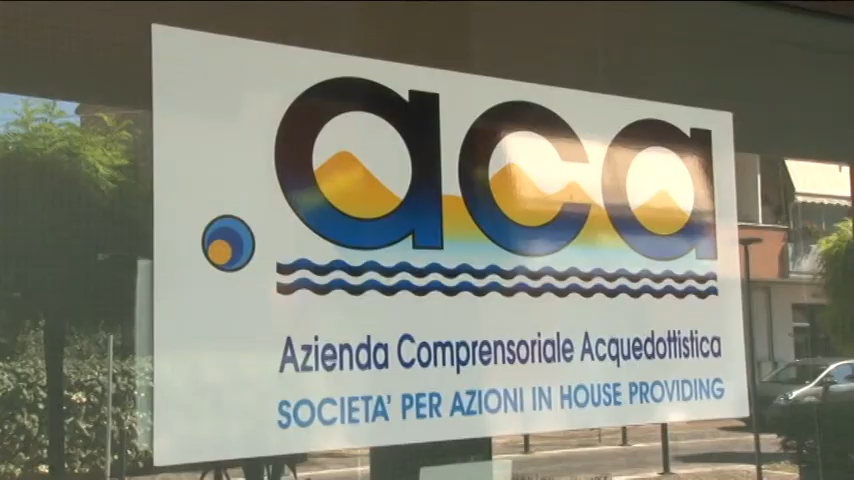 .aca
Azienda Comprensoriale Acquedottistica
SOCIETA' PER AZIONI IN HOUSE PROVIDING